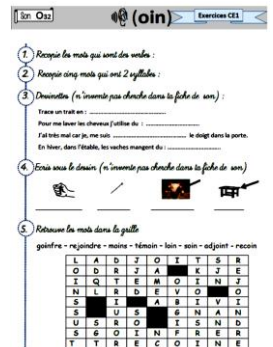 Son Os2
(oin)
Exercices CE1
1. Recopie les mots qui sont des verbes :
2. Recopie cinq mots qui ont 2 syllabes :
3. Devinettes (n'invente pas cherche dans ta fiche de son) :
Trace un trait en :
Pour me laver les cheveux j'utilise du :
J'ai très mal car je, me suis le doigt dans la porte.
En hiver, dans l'étable, les vaches mangent du :
4. Ecris sous le dessin (n'invente pas cherche dans ta fiche de son)
5. Retrouve les mots dans la grille
goinfre - rejoindre - moins - témoin - loin - soin - adjoint - recoin
L A D J O I T S R
O D R J A K J E
I Q T E M O I N J
N L R D E V O O
S I A B I V I
S U S G N A N
U S R O I S N D
S G O I N F R E R
T T R E C O I N E